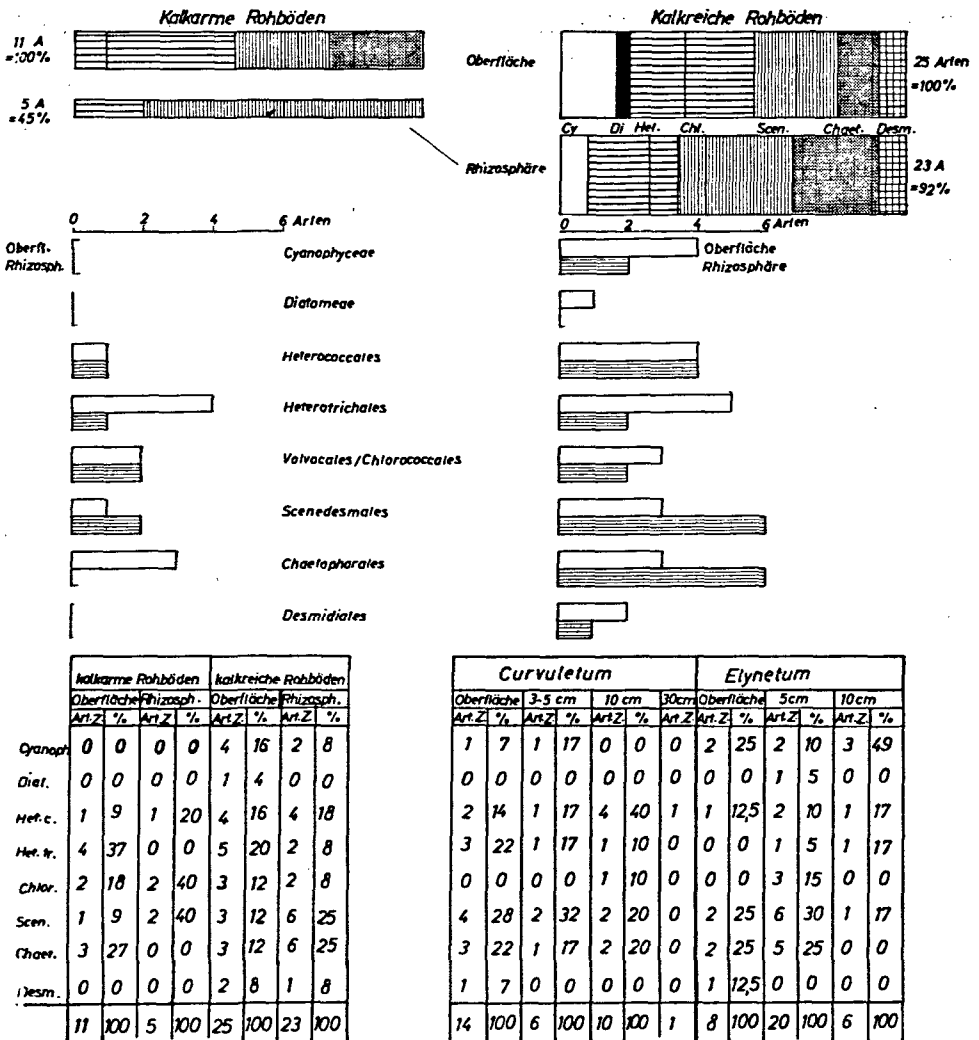 Kalkarme Rohböden
11 A
=100%
5 A
=45%
Kalkreiche Rohböden
Oberfläche
25 Arten
=100%
Cy Di Het. Chl. Scen. Chaet. Desm.
Rhizosphäre
23 A
=92%
0 2 4 6 Arten
0 2 4 6 Arten
Oberfl.
Rhizosph.
Cyanophyceae
Oberfläche
Rhizosphäre
Diatomeae
Heterococcales
Heterotrichales
Volvocales/Chlorococcales
Scenedesmales
Chaetophorales
Desmidiales
kalkarme Rohböden kalkreiche Rohböden
Oberfläche Rhizosph. Oberfläche Rhizosph.
Art.Z % Art.Z % Art.Z % Art.Z %
Cyanoph 0 0 0 0 4 16 2 8
Diat. 0 0 0 0 1 4 0 0
Het.c. 1 9 1 20 4 16 4 18
Het.tr. 4 37 0 0 5 20 2 8
Chlor. 2 18 2 40 3 12 2 8
Scen. 1 9 2 40 3 12 6 25
Chaet. 3 27 0 0 3 12 6 25
Desm. 0 0 0 0 2 8 1 8
11 100 5 100 25 100 23 100
Curvuletum Elynetum
Oberfläche 3-5 cm 10 cm 30cm Oberfläche 5cm 10cm
Art.Z % Art.Z % Art.Z % Art.Z Art.Z % Art.Z % Art.Z %
1 7 1 17 0 0 0 2 25 2 10 3 49
0 0 0 0 0 0 0 0 0 1 5 0 0
2 14 1 17 4 40 1 1 12,5 2 10 1 17
3 22 1 17 1 10 0 0 0 1 5 1 17
0 0 0 0 1 10 0 0 0 3 15 0 0
4 28 2 32 2 20 0 2 25 6 30 1 17
3 22 1 17 2 20 0 2 25 5 25 0 0
1 7 0 0 0 0 0 1 12,5 0 0 0 0
14 100 6 100 10 100 1 8 100 20 100 6 100